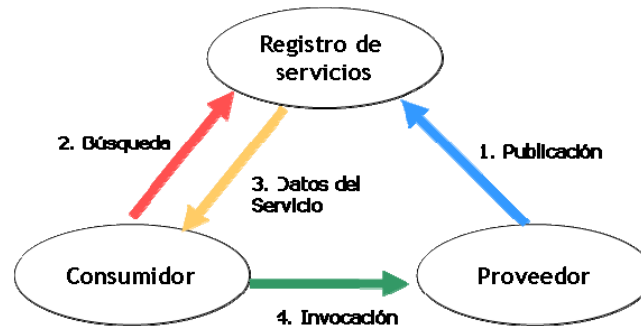 Registro de
servicios
2. Búsqueda
1. Publicación
3. Datos del
Servicio
Consumidor
Proveedor
4. Invocación